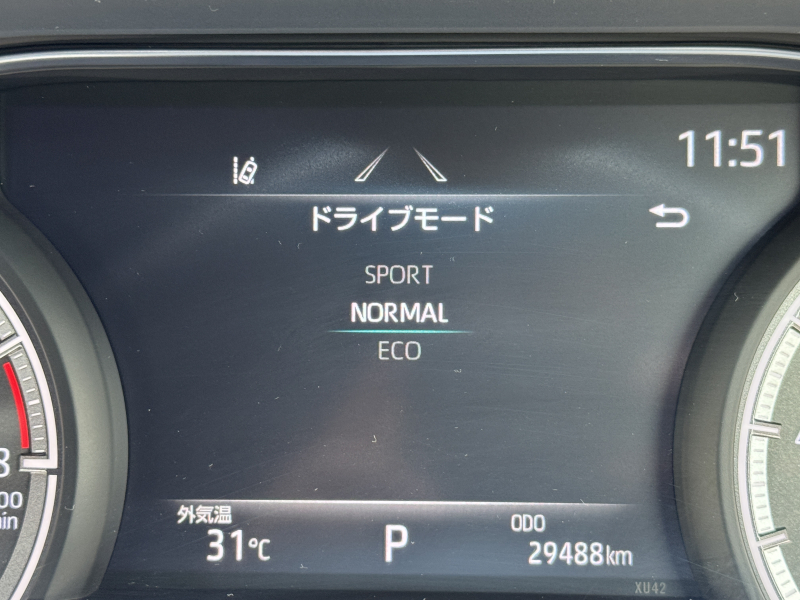 11:51
ドライブモード
SPORT
NORMAL
ECO
外気温
31℃
P
ODO
29488km
XU42
8